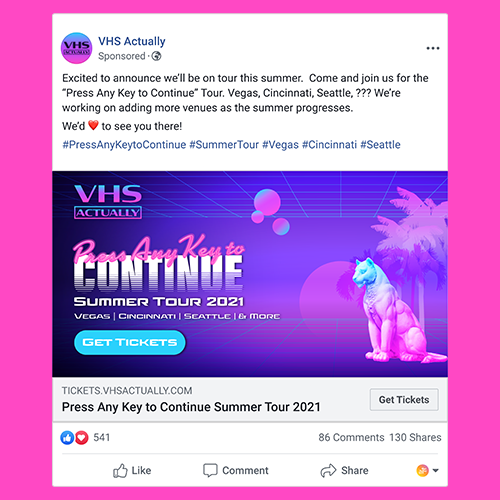 VHS
ACTUALLY
VHS Actually
Sponsored ·
Excited to announce we'll be on tour this summer. Come and join us for the
“Press Any Key to Continue” Tour. Vegas, Cincinnati, Seattle, ??? We're
working on adding more venues as the summer progresses.
We'd ❤️ to see you there!
#PressAnyKeytoContinue #SummerTour #Vegas #Cincinnati #Seattle
VHS
ACTUALLY
Press Any Key to
CONTINUE
SUMMER TOUR 2021
VEGAS | CINCINNATI | SEATTLE | & MORE
GET TICKETS
TICKETS.VHSACTUALLY.COM
Press Any Key to Continue Summer Tour 2021
Get Tickets
541
86 Comments 130 Shares
Like Comment Share